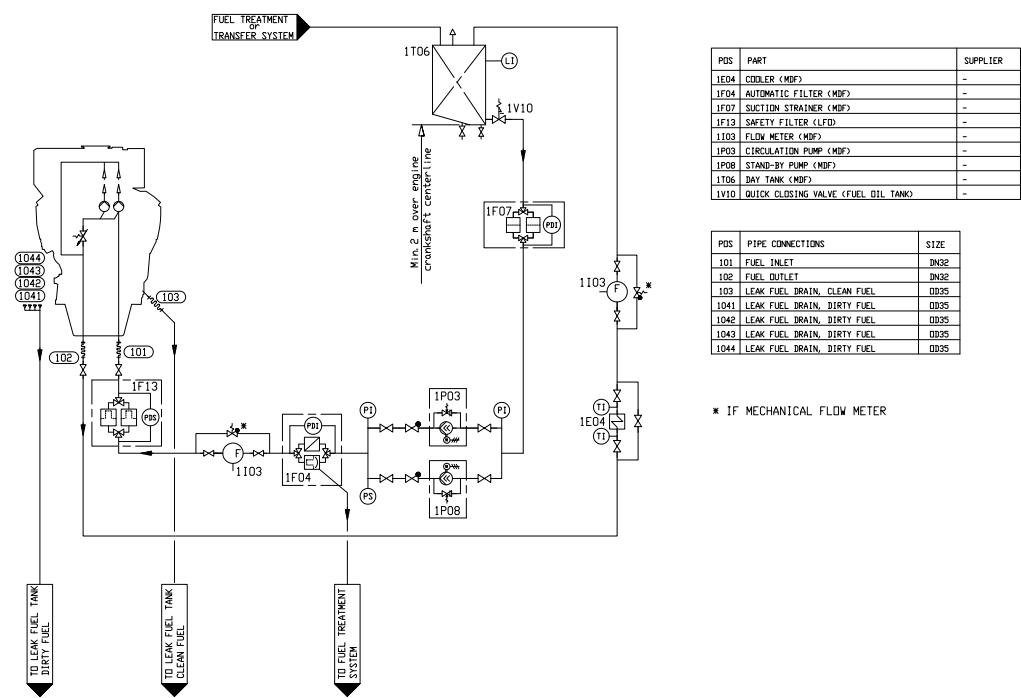 FUEL TREATMENT
or
TRANSFER SYSTEM
1T06
LI
1V10
Min. 2 m over engine
crankshaft centerline
1F07
PDI
1I03
F
*
TI
1E04
TI
1044
1043
1042
1041
103
102
101
1F13
PDS
*
F
1I03
PDI
1F04
PI
PS
1P03
1P08
PI
TO LEAK FUEL TANK
DIRTY FUEL
TO LEAK FUEL TANK
CLEAN FUEL
TO FUEL TREATMENT
SYSTEM
POS PART SUPPLIER
1E04 COOLER (MDF) -
1F04 AUTOMATIC FILTER (MDF) -
1F07 SUCTION STRAINER (MDF) -
1F13 SAFETY FILTER (LFO) -
1I03 FLOW METER (MDF) -
1P03 CIRCULATION PUMP (MDF) -
1P08 STAND-BY PUMP (MDF) -
1T06 DAY TANK (MDF) -
1V10 QUICK CLOSING VALVE (FUEL OIL TANK) -
POS PIPE CONNECTIONS SIZE
101 FUEL INLET DN32
102 FUEL OUTLET DN32
103 LEAK FUEL DRAIN, CLEAN FUEL OD35
1041 LEAK FUEL DRAIN, DIRTY FUEL OD35
1042 LEAK FUEL DRAIN, DIRTY FUEL OD35
1043 LEAK FUEL DRAIN, DIRTY FUEL OD35
1044 LEAK FUEL DRAIN, DIRTY FUEL OD35
* IF MECHANICAL FLOW METER